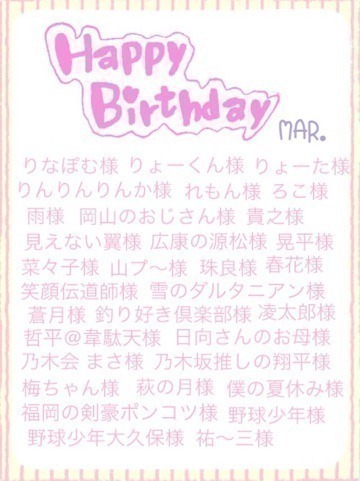 Happy
Birthday
MAR.
りなぽむ様 りょーくん様 りょーた様
りんりんりんか様 れもん様 ろこ様
雨様 岡山のおじさん様 貴之様
見えない翼様 広康の源松様 晃平様
菜々子様 山プ〜様 珠良様 春花様
笑顔伝道師様 雪のダルタニアン様
蒼月様 釣り好き倶楽部様 凌太郎様
哲平@韋駄天様 日向さんのお母様
乃木会 まさ様 乃木坂推しの翔平様
梅ちゃん様 萩の月様 僕の夏休み様
福岡の剣豪ポンコツ様 野球少年様
野球少年大久保様 祐〜三様